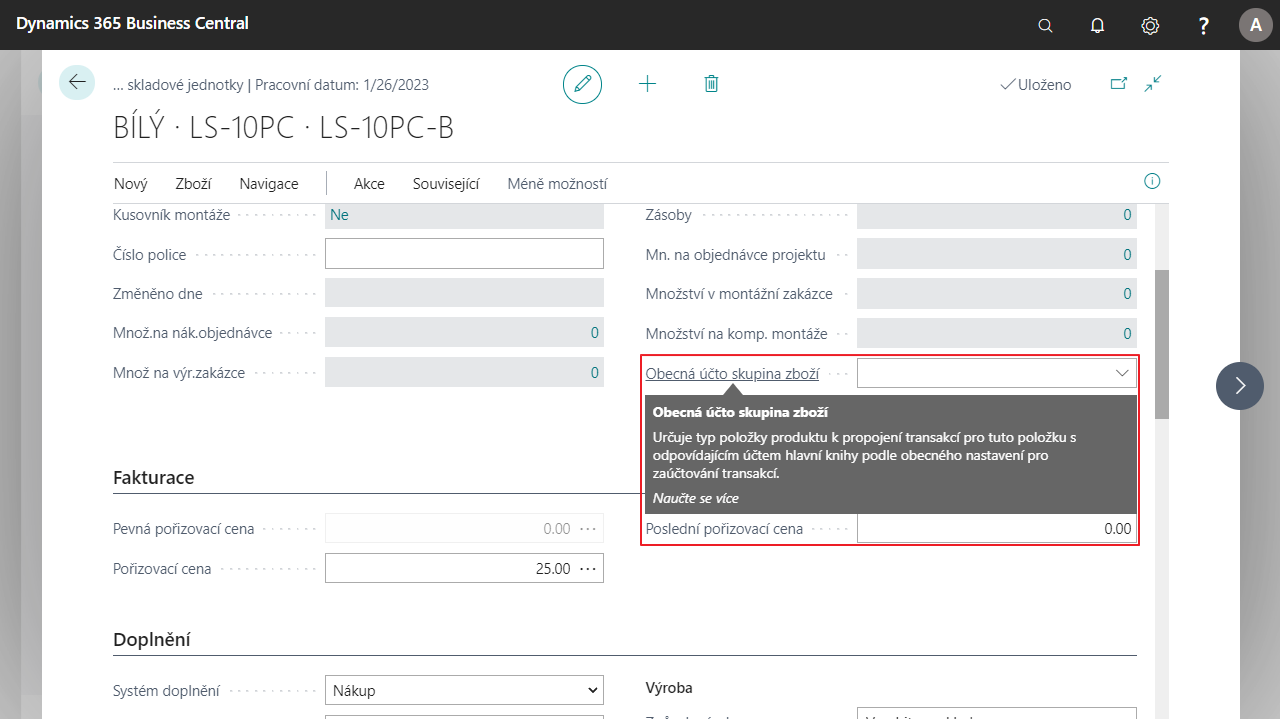 Dynamics 365 Business Central
?
A
... skladové jednotky | Pracovní datum: 1/26/2023
Uloženo
BÍLÝ · LS-10PC · LS-10PC-B
Nový Zboží Navigace Akce Související Méně možností
Kusovník montáže Ne
Číslo police
Změněno dne
Množ.na nák.objednávce 0
Množ na výr.zakázce 0
Zásoby 0
Mn. na objednávce projektu 0
Množství v montážní zakázce 0
Množství na komp. montáže 0
Obecná účto skupina zboží
Obecná účto skupina zboží
Určuje typ položky produktu k propojení transakcí pro tuto položku s
odpovídajícím účtem hlavní knihy podle obecného nastavení pro
zaúčtování transakcí.
Naučte se více
Fakturace
Pevná pořizovací cena 0.00 ...
Pořizovací cena 25.00 ...
Poslední pořizovací cena 0.00
Doplnění
Systém doplnění Nákup
Výroba